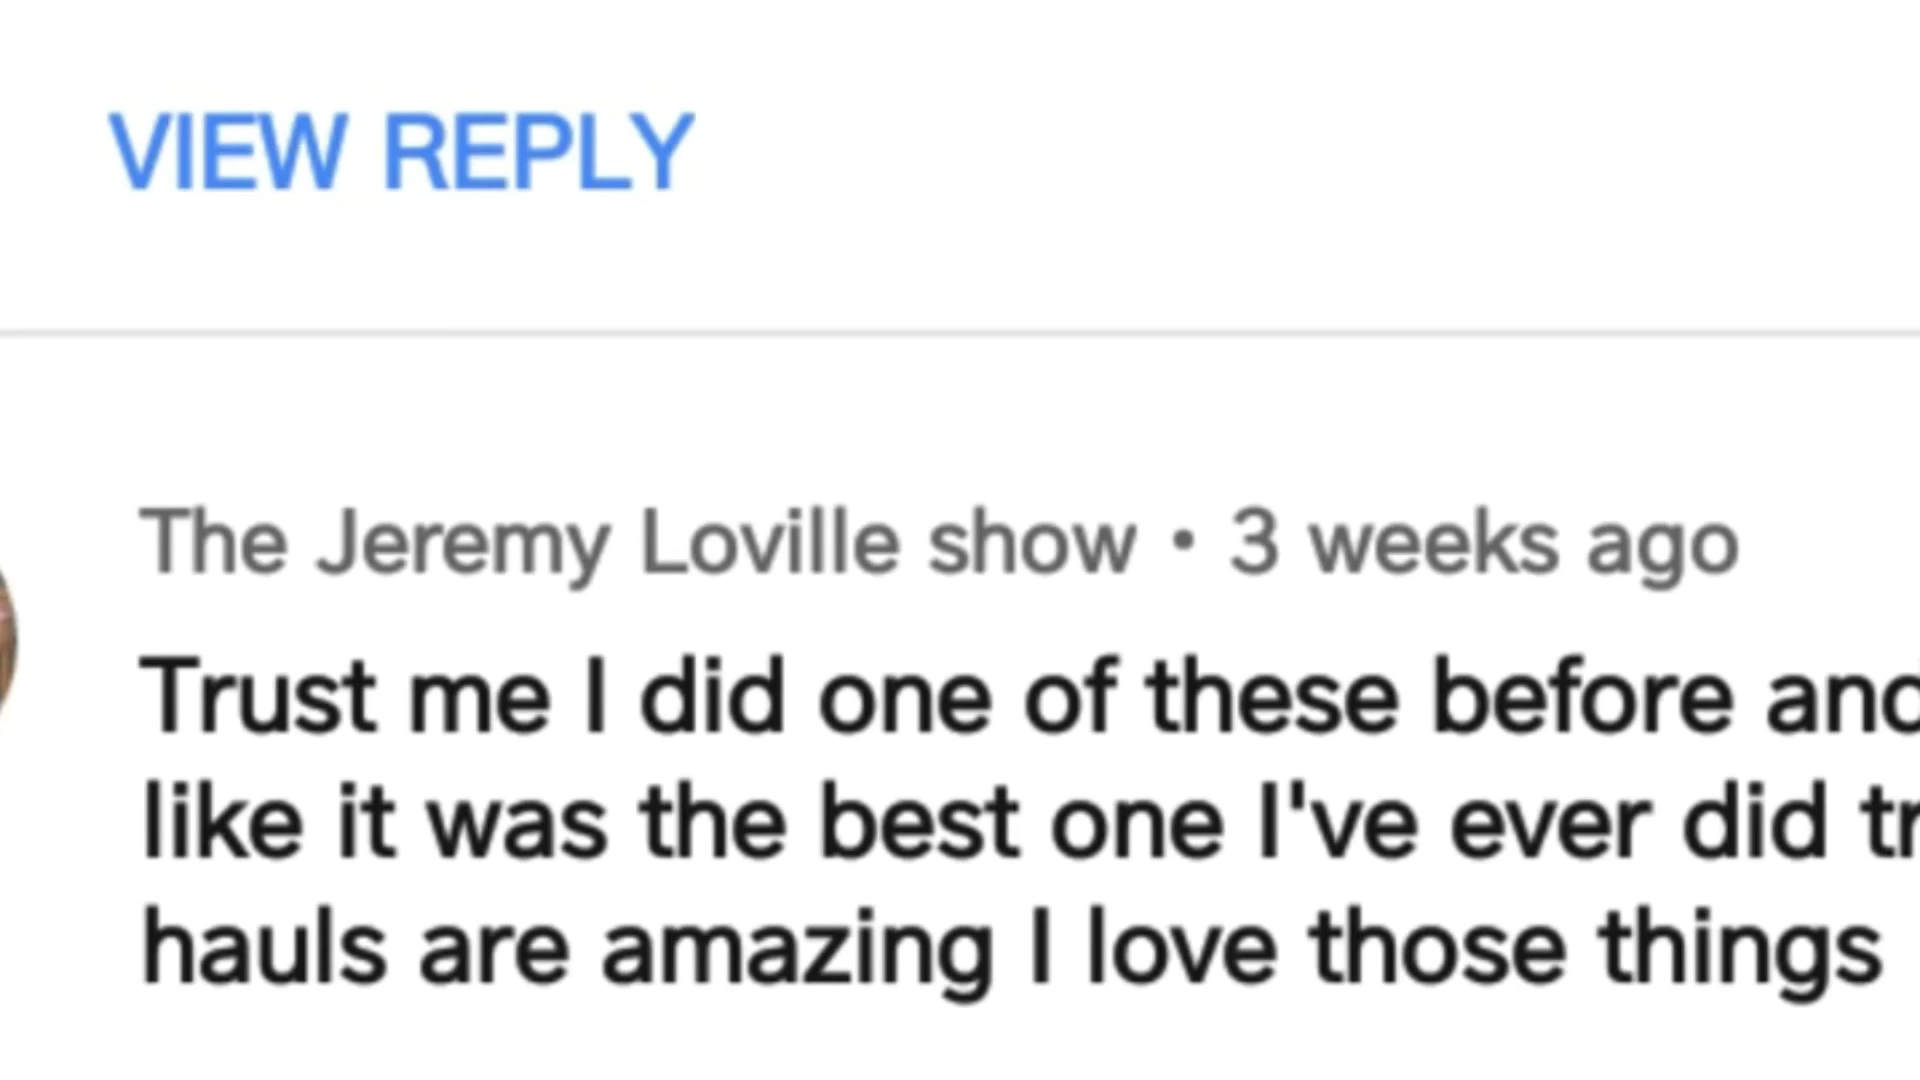 VIEW REPLY
The Jeremy Loville show • 3 weeks ago
Trust me I did one of these before and
like it was the best one I've ever did
hauls are amazing I love those things